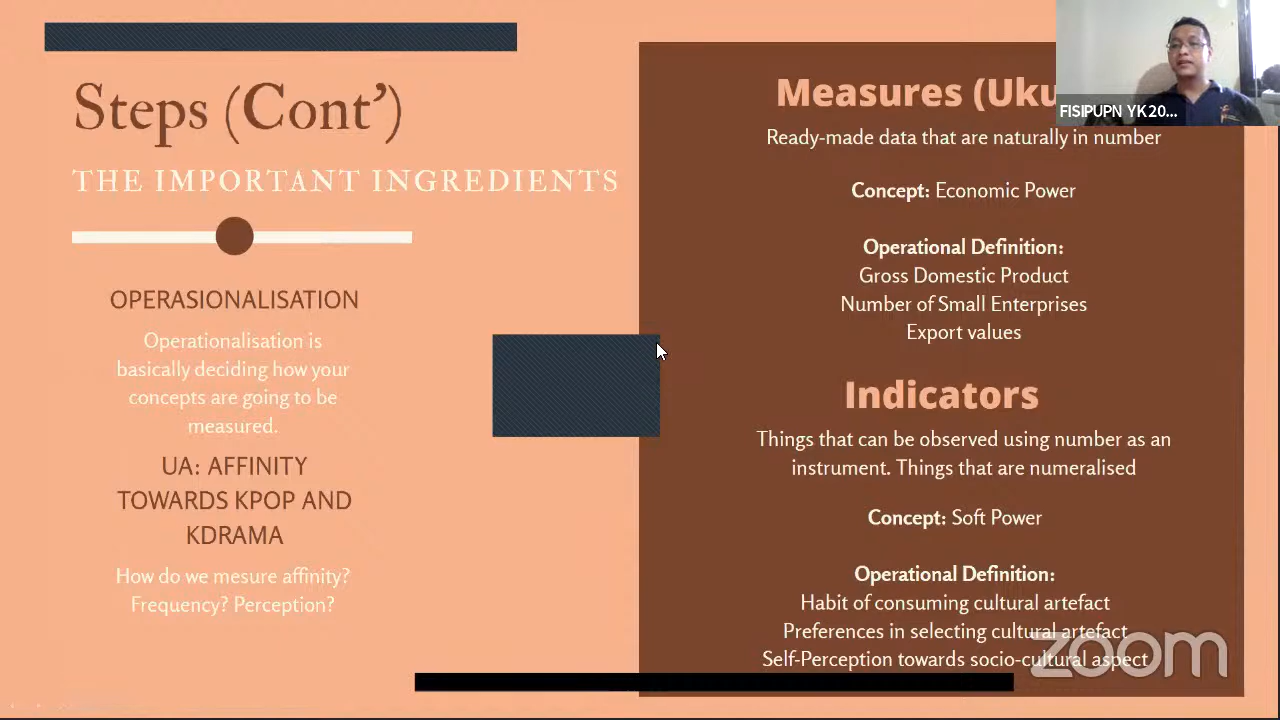 Steps (Cont’)
THE IMPORTANT INGREDIENTS
OPERASIONALISATION
Operationalisation is
basically deciding how your
concepts are going to be
measured.
UA: AFFINITY
TOWARDS KPOP AND
KDRAMA
How do we mesure affinity?
Frequency? Perception?
Measures
Ready-made data that are naturally in number
Concept: Economic Power
Operational Definition:
Gross Domestic Product
Number of Small Enterprises
Export values
Indicators
Things that can be observed using number as an
instrument. Things that are numeralised
Concept: Soft Power
Operational Definition:
Habit of consuming cultural artefact
Preferences in selecting cultural artefact
Self-Perception towards socio-cultural aspect
FISIPUPN YK20...
zoom